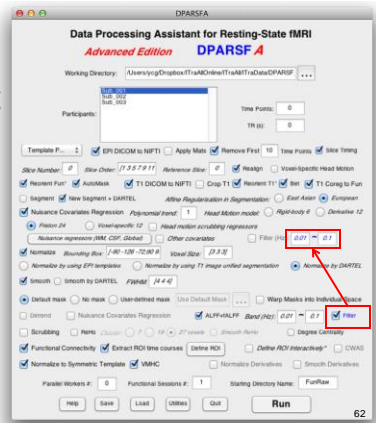 DPARSFA
Data Processing Assistant for Resting-State fMRI
Advanced Edition DPARSF A
Working Directory: /Users/ycg/Dropbox/ITraAllOnline/ITraAll/ITraData/DPARSF ...
Participants: Sub_001
Sub_002
Sub_003
Time Points: 0
TR (s): 0
Template P... EPI DICOM to NIFTI Apply Mats Remove First 10 Time Points Slice Timing
Slice Number: 0 Slice Order: [1 3 5 7 9 11 Reference Slice: 0 Realign Voxel-Specific Head Motion
Reorient Fun* AutoMask T1 DICOM to NIFTI Crop T1 Reorient T1* Bet T1 Coreg to Fun
Segment New Segment + DARTEL Affine Regularisation in Segmentation: East Asian European
Nuisance Covariates Regression Polynomial trend: 1 Head Motion model: Rigid-body 6 Derivative 12
Friston 24 Voxel-specific 12 Head motion scrubbing regressors
Nuisance regressors (WM, CSF, Global) Other covariates Filter (Hz) 0.01 ~ 0.1
Normalize Bounding Box: [-90 -126 -72;90 9 Voxel Size: [3 3 3]
Normalize by using EPI templates Normalize by using T1 image unified segmentation Normalize by DARTEL
Smooth Smooth by DARTEL FWHM: [4 4 4]
Default mask No mask User-defined mask Use Default Mask ... Warp Masks into Individual Space
Detrend Nuisance Covariates Regression ALFF+fALFF Band (Hz): 0.01 ~ 0.1 Filter
Scrubbing ReHo Cluster 7 19 27 voxels Smooth ReHo Degree Centrality
Functional Connectivity Extract ROI time courses Define ROI Define ROI Interactively* CWAS
Normalize to Symmetric Template VMHC Normalize Derivatives Smooth Derivatives
Parallel Workers #: 0 Functional Sessions #: 1 Starting Directory Name: FunRaw
Help Save Load Utilities Quit Run
62